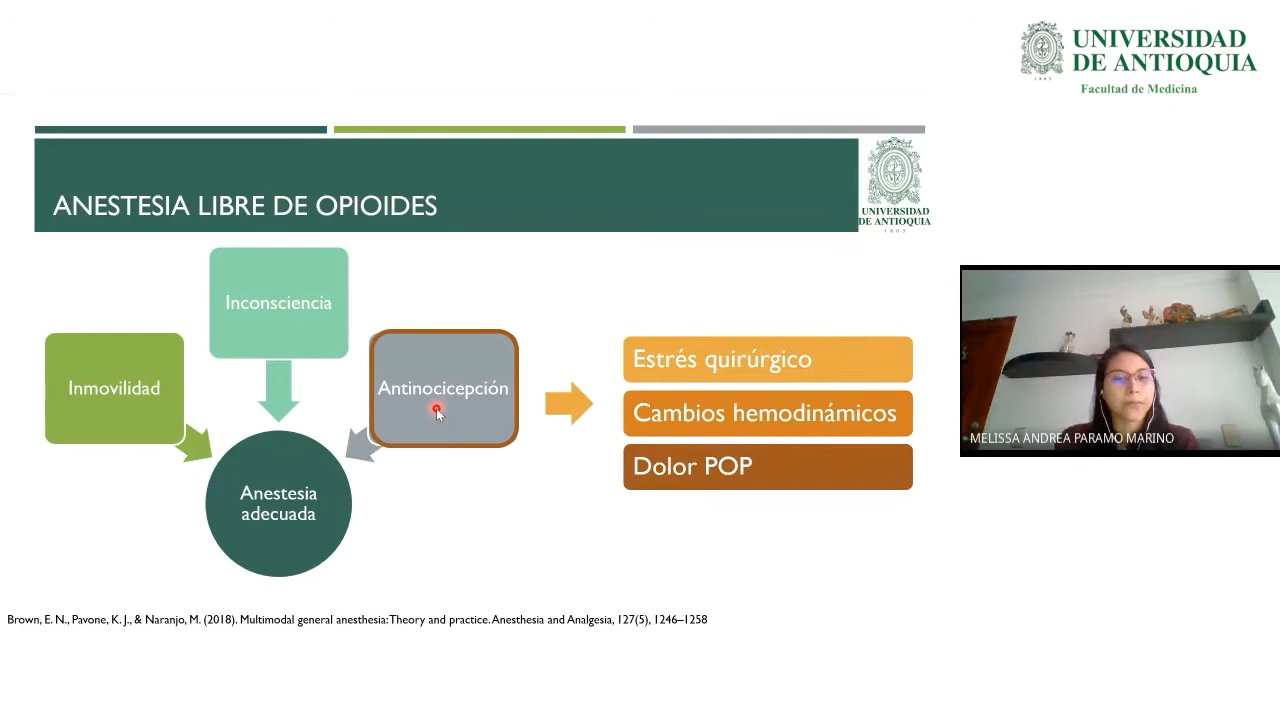 UNIVERSIDAD
DE ANTIOQUIA
1803
Facultad de Medicina
ANESTESIA LIBRE DE OPIOIDES
UNIVERSIDAD
DE ANTIOQUIA
1803
Inconsciencia
Inmovilidad
Antinocicepción
Anestesia
adecuada
Estrés quirúrgico
Cambios hemodinámicos
Dolor POP
MELISSA ANDREA PARAMO MARINO
Brown, E. N., Pavone, K. J., & Naranjo, M. (2018). Multimodal general anesthesia: Theory and practice. Anesthesia and Analgesia, 127(5), 1246–1258